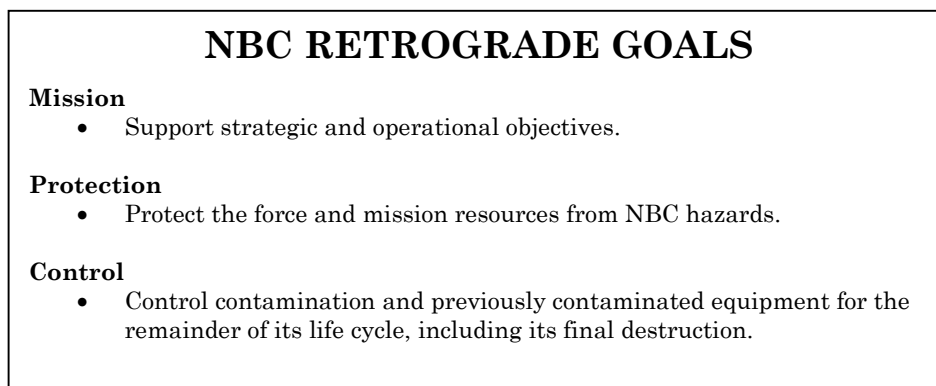 NBC RETROGRADE GOALS
Mission
• Support strategic and operational objectives.
Protection
• Protect the force and mission resources from NBC hazards.
Control
• Control contamination and previously contaminated equipment for the
remainder of its life cycle, including its final destruction.